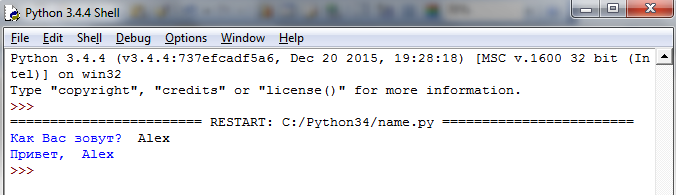 Python 3.4.4 Shell
File Edit Shell Debug Options Window Help
Python 3.4.4 (v3.4.4:737efcadf5a6, Dec 20 2015, 19:28:18) [MSC v.1600 32 bit (In
tel)] on win32
Type "copyright", "credits" or "license()" for more information.
>>>
========================= RESTART: C:/Python34/name.py =========================
Как Вас зовут?  Alex
Привет,  Alex
>>>